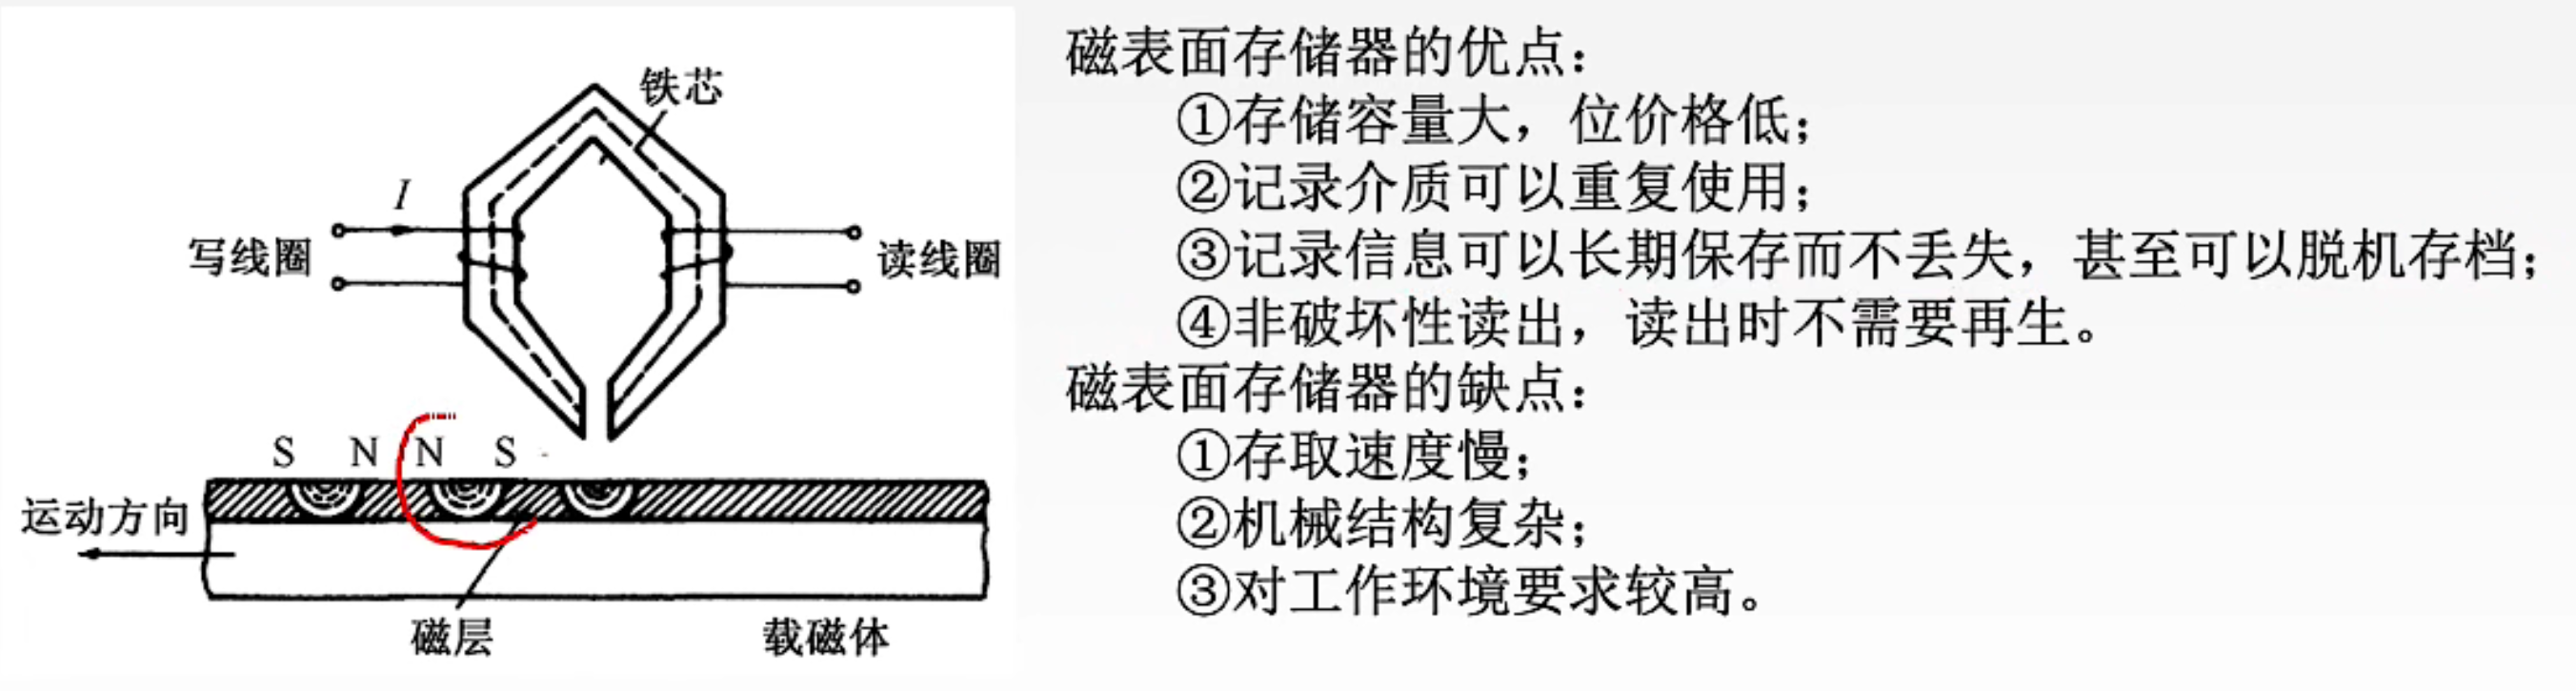 铁芯
I
写线圈
读线圈
S N N S
运动方向
磁层
载磁体
磁表面存储器的优点：
①存储容量大，位价格低；
②记录介质可以重复使用；
③记录信息可以长期保存而不丢失，甚至可以脱机存档；
④非破坏性读出，读出时不需要再生。
磁表面存储器的缺点：
①存取速度慢；
②机械结构复杂；
③对工作环境要求较高。